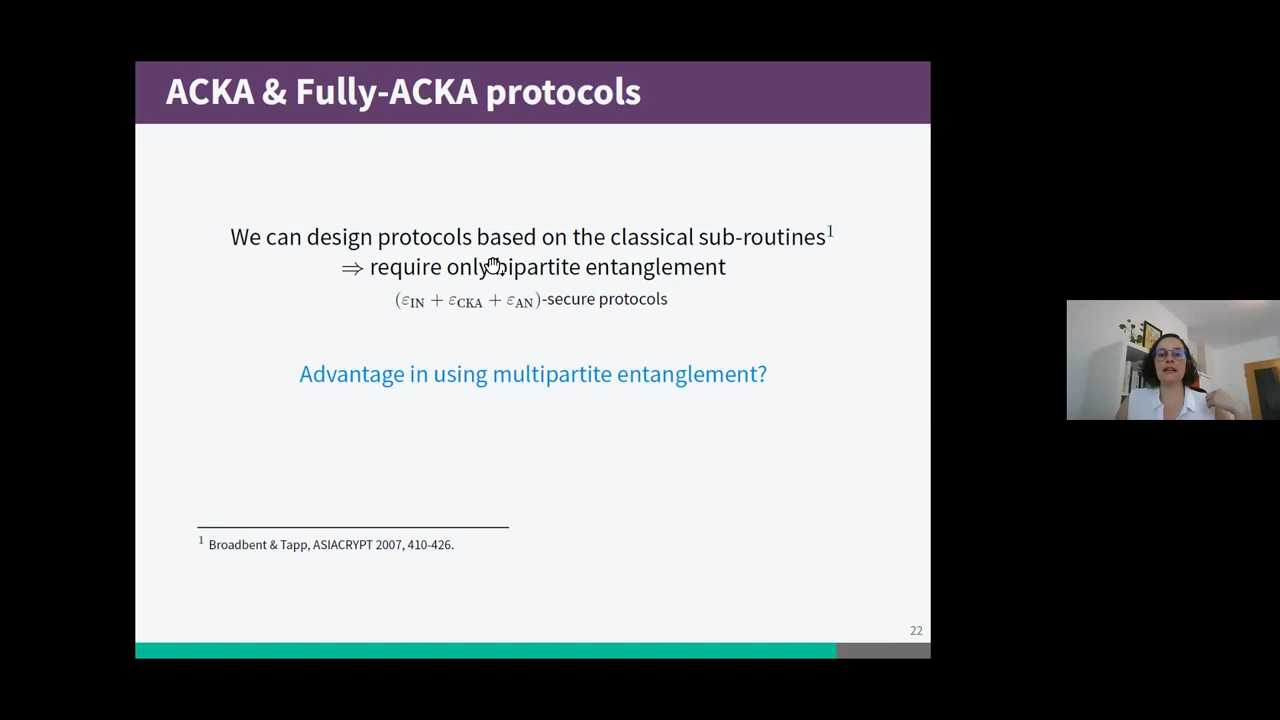 ACKA & Fully-ACKA protocols
We can design protocols based on the classical sub-routines¹
⇒ require only bipartite entanglement
(ε_IN + ε_CKA + ε_AN)-secure protocols
Advantage in using multipartite entanglement?
¹ Broadbent & Tapp, ASIACRYPT 2007, 410-426.
22